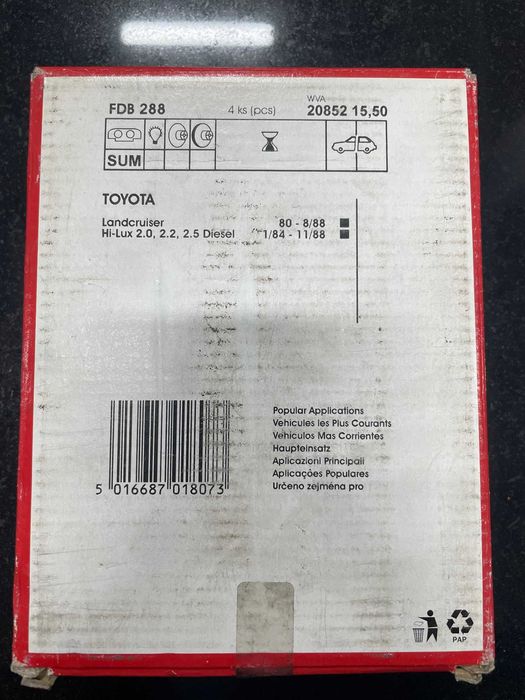 FDB 288 4 ks (pcs) WVA 20852 15,50
SUM
TOYOTA
Landcruiser 80 - 8/88
Hi-Lux 2.0, 2.2, 2.5 Diesel 1/84 - 11/88
Popular Applications
Vehicules les Plus Courants
Vehiculos Mas Corrientes
Haupteinsatz
Aplicazioni Principali
Aplicações Populares
Určeno zejména pro
5 016687 018073
PAP